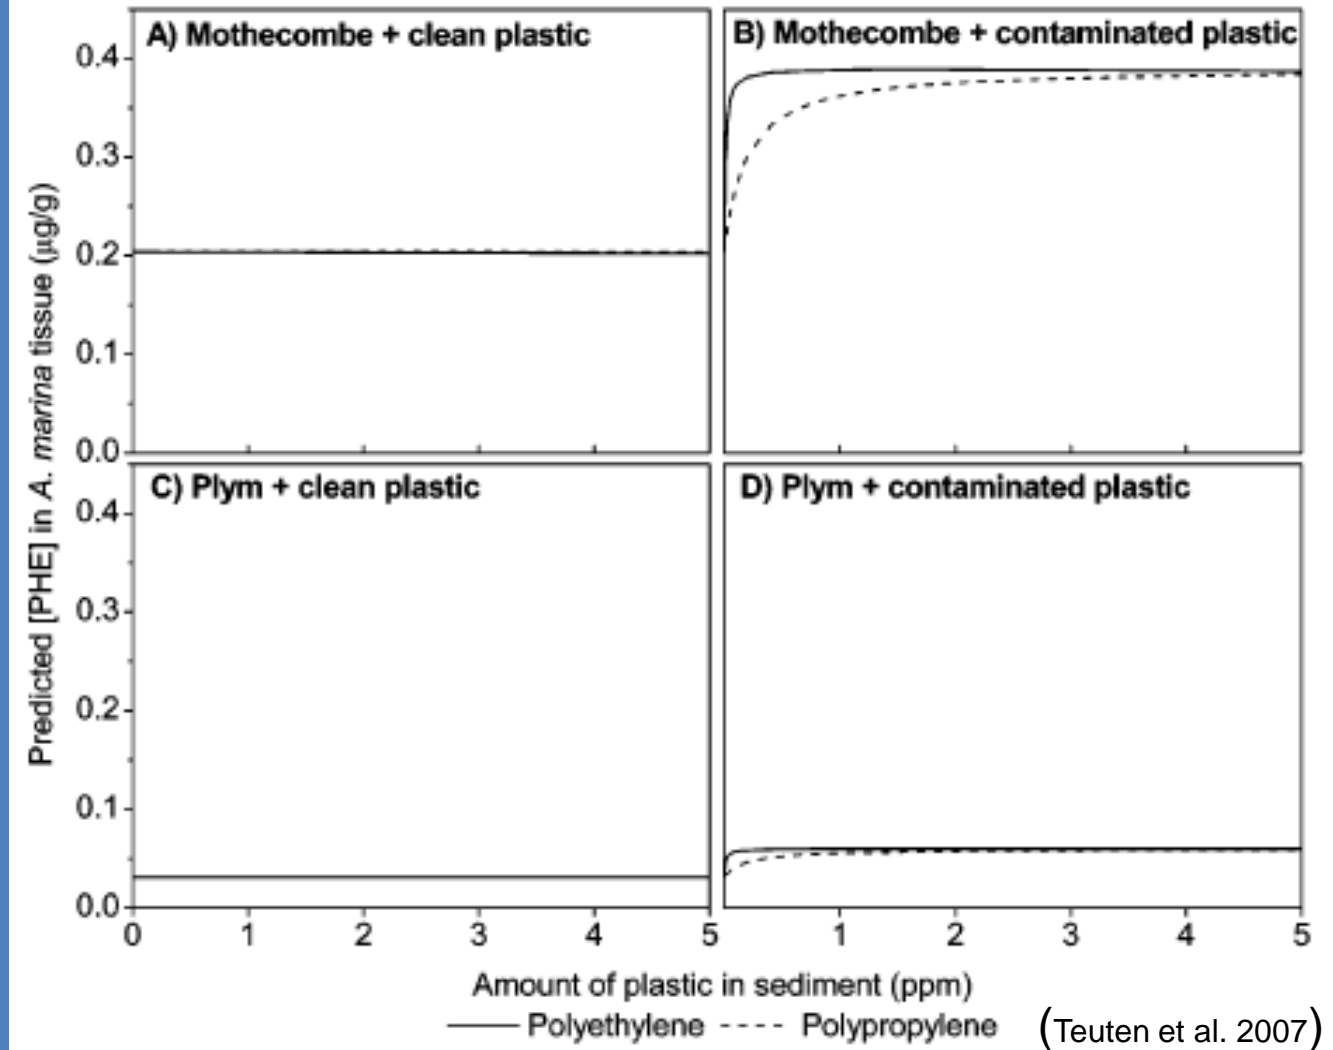 A) Mothecombe + clean plastic
B) Mothecombe + contaminated plastic
0.4
0.3
0.2
0.1
0.0
C) Plym + clean plastic
D) Plym + contaminated plastic
0.4
0.3
0.2
0.1
0.0
0 1 2 3 4 5 1 2 3 4 5
Predicted [PHE] in A. marina tissue (μg/g)
Amount of plastic in sediment (ppm)
Polyethylene Polypropylene
(Teuten et al. 2007)